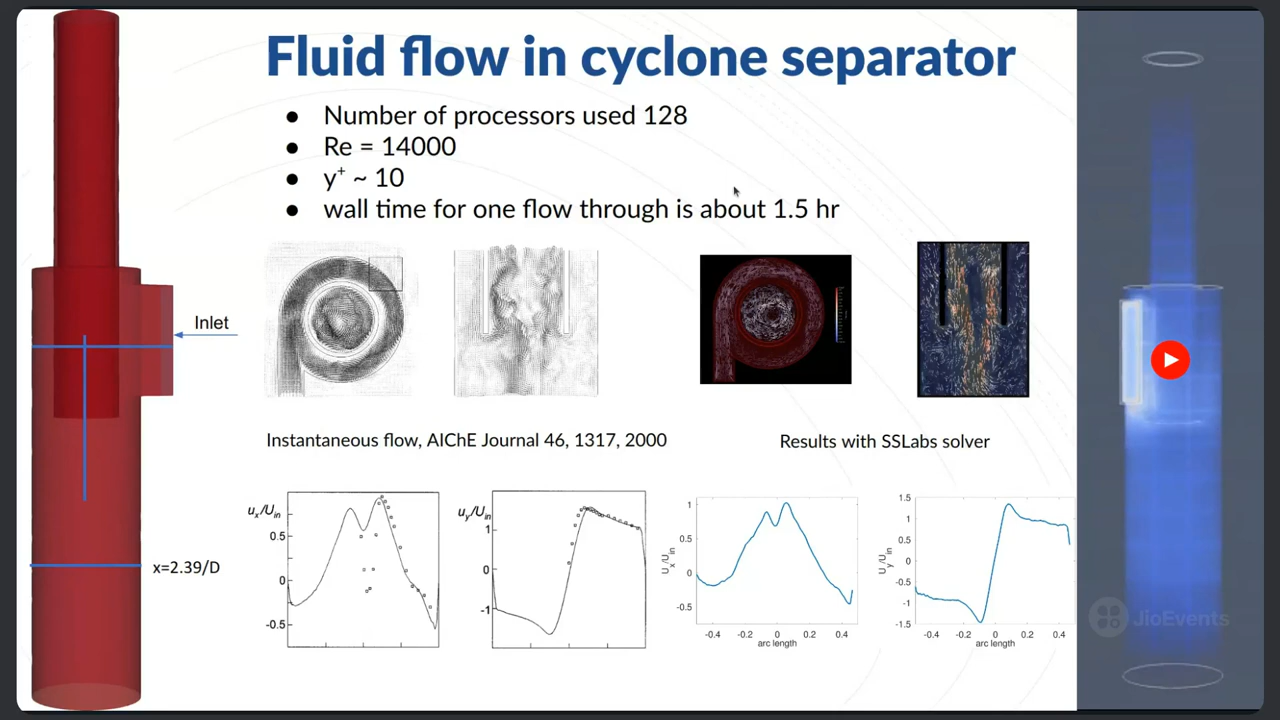 Fluid flow in cyclone separator
● Number of processors used 128
● Re = 14000
● y⁺ ~ 10
● wall time for one flow through is about 1.5 hr
Inlet
Instantaneous flow, AIChE Journal 46, 1317, 2000
Results with SSLabs solver
x=2.39/D
uₓ/Uᵢₙ
0.5
0
-0.5
u_y/Uᵢₙ
1
0
-1
Uₓ/Uᵢₙ
1
0.5
0
-0.5
-0.4 -0.2 0 0.2 0.4
arc length
U_y/Uᵢₙ
1.5
1
0.5
0
-0.5
-1
-1.5
-0.4 -0.2 0 0.2 0.4
arc length
JioEvents